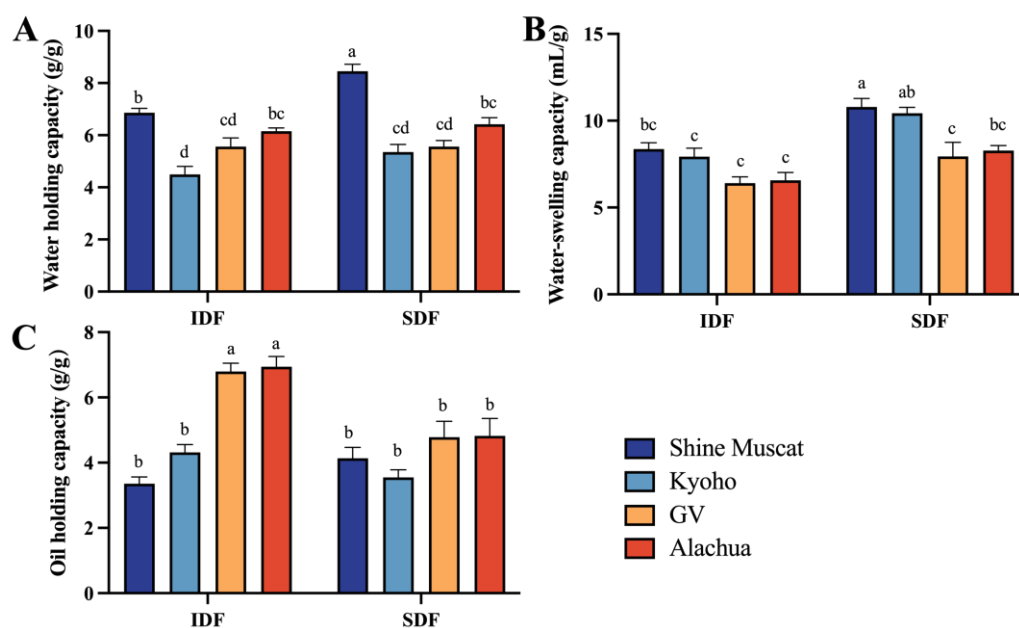 A
Water holding capacity (g/g)
10
8
6
4
2
0
b
d
cd
bc
a
cd
cd
bc
IDF
SDF
B
Water-swelling capacity (mL/g)
15
10
5
0
bc
c
c
c
a
ab
c
bc
IDF
SDF
C
Oil holding capacity (g/g)
8
6
4
2
0
b
b
a
a
b
b
b
b
IDF
SDF
Shine Muscat
Kyoho
GV
Alachua